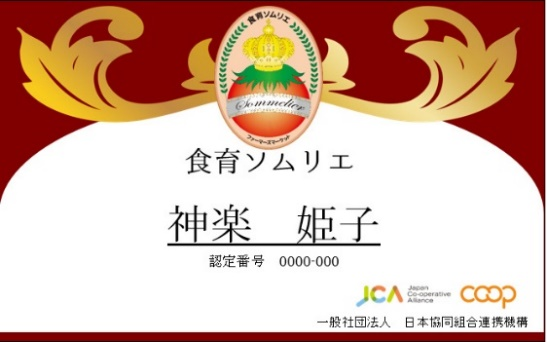 食育ソムリエ
Sommelier
ファーマーズマーケット
食育ソムリエ
神楽　姫子
認定番号　0000-000
JCA Japan
Co-operative
Alliance
coop
一般社団法人　日本協同組合連携機構